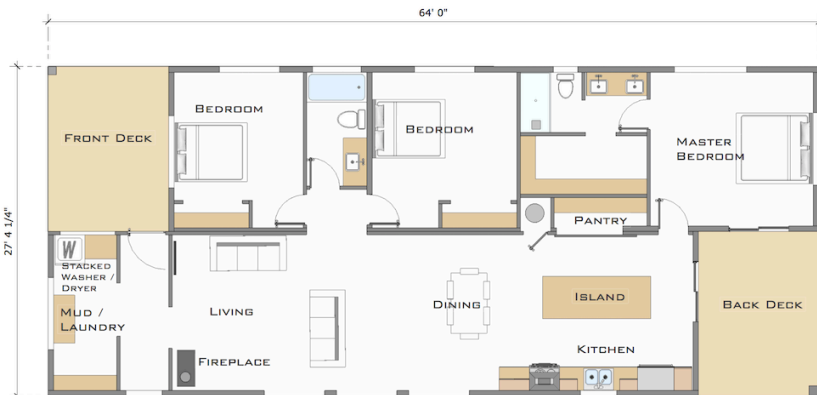 64' 0"
27' 4 1/4"
FRONT DECK
BEDROOM
BEDROOM
MASTER
BEDROOM
PANTRY
W
STACKED
WASHER /
DRYER
MUD /
LAUNDRY
LIVING
FIREPLACE
DINING
ISLAND
KITCHEN
BACK DECK